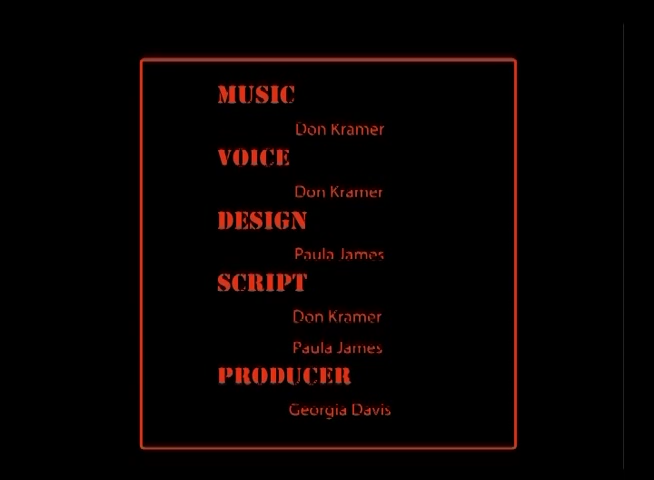 MUSIC
Don Kramer
VOICE
Don Kramer
DESIGN
Paula James
SCRIPT
Don Kramer
Paula James
PRODUCER
Georgia Davis